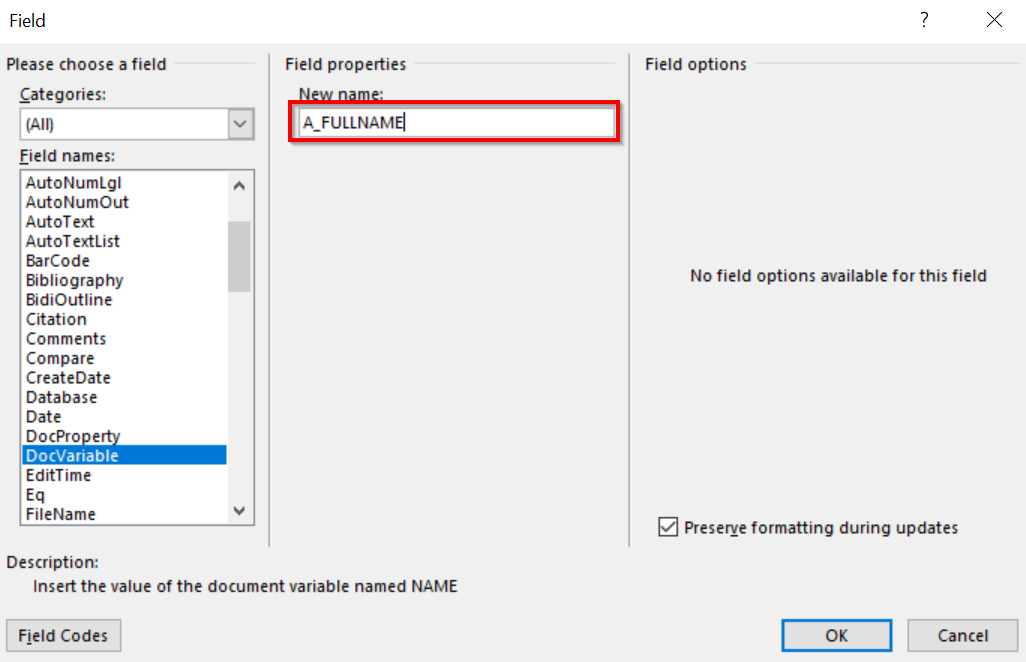 Field
?
Please choose a field
Categories:
(All)
Field names:
AutoNumLgl
AutoNumOut
AutoText
AutoTextList
BarCode
Bibliography
BidiOutline
Citation
Comments
Compare
CreateDate
Database
Date
DocProperty
DocVariable
EditTime
Eq
FileName
Field properties
New name:
A_FULLNAME
Field options
No field options available for this field
Preserve formatting during updates
Description:
Insert the value of the document variable named NAME
Field Codes
OK
Cancel